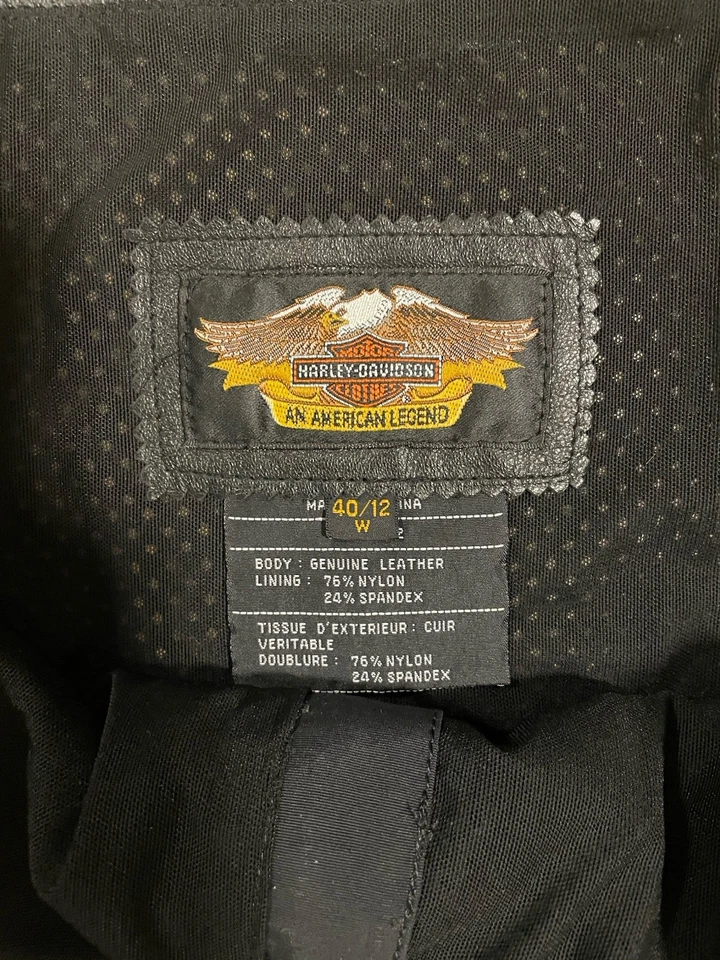 MOTOR
HARLEY-DAVIDSON
CLOTHES
®
AN AMERICAN LEGEND
40/12
W
BODY : GENUINE LEATHER
LINING : 76% NYLON
24% SPANDEX
TISSUE D'EXTERIEUR : CUIR
VERITABLE
DOUBLURE : 76% NYLON
24% SPANDEX